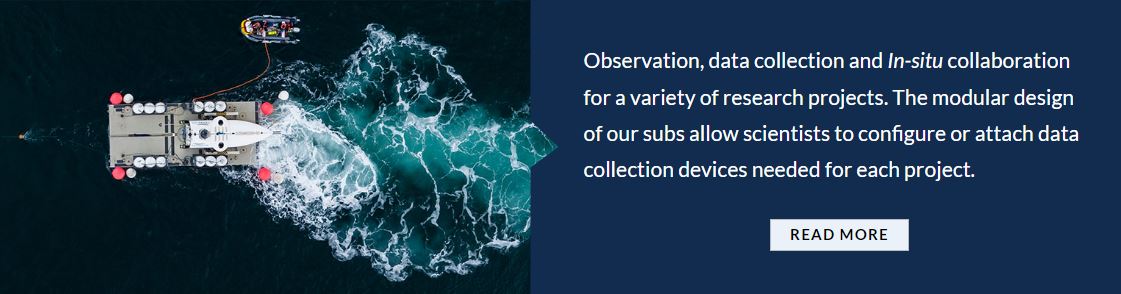 Observation, data collection and In-situ collaboration
for a variety of research projects. The modular design
of our subs allow scientists to configure or attach data
collection devices needed for each project.
READ MORE